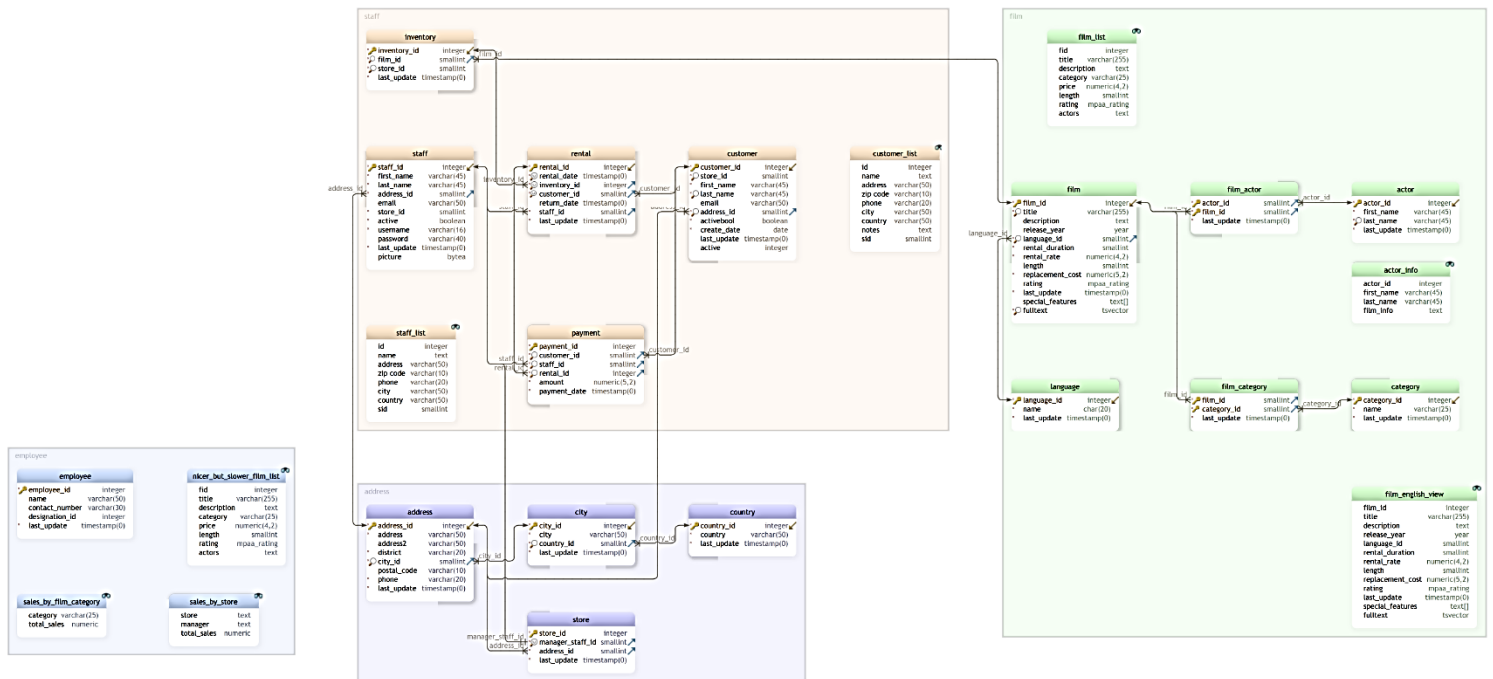 staff
inventory
inventory_id integer
film_id smallint
store_id smallint
last_update timestamp(0)
film_id
staff
staff_id integer
first_name varchar(45)
last_name varchar(45)
address_id smallint
email varchar(50)
store_id smallint
active boolean
username varchar(16)
password varchar(40)
last_update timestamp(0)
picture bytea
address_id
rental
rental_id integer
rental_date timestamp(0)
inventory_id integer
customer_id smallint
return_date timestamp(0)
staff_id smallint
last_update timestamp(0)
inventory_id
customer_id
customer
customer_id integer
store_id smallint
first_name varchar(45)
last_name varchar(45)
email varchar(50)
address_id smallint
activebool boolean
create_date date
last_update timestamp(0)
active integer
customer_list
id integer
name text
address varchar(50)
zip code varchar(10)
phone varchar(20)
city varchar(50)
country varchar(50)
notes text
sid smallint
staff_list
id integer
name text
address varchar(50)
zip code varchar(10)
phone varchar(20)
city varchar(50)
country varchar(50)
sid smallint
payment
payment_id integer
customer_id smallint
staff_id smallint
rental_id integer
amount numeric(5,2)
payment_date timestamp(0)
staff_id
rental_id
customer_id
film
film_list
fid integer
title varchar(255)
description text
category varchar(25)
price numeric(4,2)
length smallint
rating mpaa_rating
actors text
film
film_id integer
title varchar(255)
description text
release_year year
language_id smallint
rental_duration smallint
rental_rate numeric(4,2)
length smallint
replacement_cost numeric(5,2)
rating mpaa_rating
last_update timestamp(0)
special_features text[]
fulltext tsvector
language_id
film_actor
actor_id smallint
film_id smallint
last_update timestamp(0)
actor_id
actor
actor_id integer
first_name varchar(45)
last_name varchar(45)
last_update timestamp(0)
actor_info
actor_id integer
first_name varchar(45)
last_name varchar(45)
film_info text
language
language_id integer
name char(20)
last_update timestamp(0)
film_category
film_id smallint
category_id smallint
last_update timestamp(0)
film_id
category_id
category
category_id integer
name varchar(25)
last_update timestamp(0)
film_english_view
film_id integer
title varchar(255)
description text
release_year year
language_id smallint
rental_duration smallint
rental_rate numeric(4,2)
length smallint
replacement_cost numeric(5,2)
rating mpaa_rating
last_update timestamp(0)
special_features text[]
fulltext tsvector
employee
employee
employee_id integer
name varchar(50)
contact_number varchar(30)
designation_id integer
last_update timestamp(0)
nicer_but_slower_film_list
fid integer
title varchar(255)
description text
category varchar(25)
price numeric(4,2)
length smallint
rating mpaa_rating
actors text
sales_by_film_category
category varchar(25)
total_sales numeric
sales_by_store
store text
manager text
total_sales numeric
address
address
address_id integer
address varchar(50)
address2 varchar(50)
district varchar(20)
city_id smallint
postal_code varchar(10)
phone varchar(20)
last_update timestamp(0)
city_id
city
city_id integer
city varchar(50)
country_id smallint
last_update timestamp(0)
country_id
country
country_id integer
country varchar(50)
last_update timestamp(0)
store
store_id integer
manager_staff_id smallint
address_id smallint
last_update timestamp(0)
manager_staff_id
address_id